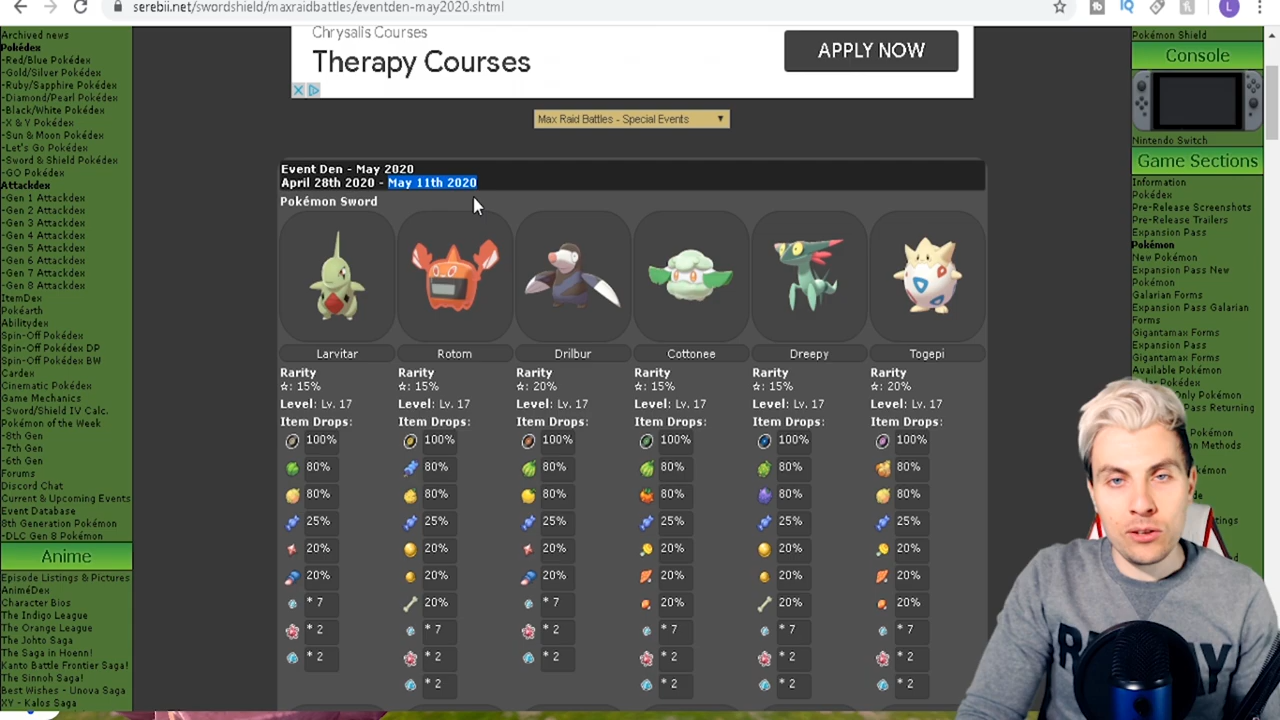 serebii.net/swordshield/maxraidbattles/eventden-may2020.shtml
L
Archived news
Pokédex
-Red/Blue Pokédex
-Gold/Silver Pokédex
-Ruby/Sapphire Pokédex
-Diamond/Pearl Pokédex
-Black/White Pokédex
-X & Y Pokédex
-Sun & Moon Pokédex
-Let's Go Pokédex
-Sword & Shield Pokédex
-GO Pokédex
Attackdex
-Gen 1 Attackdex
-Gen 2 Attackdex
-Gen 3 Attackdex
-Gen 4 Attackdex
-Gen 5 Attackdex
-Gen 6 Attackdex
-Gen 7 Attackdex
-Gen 8 Attackdex
ItemDex
Pokéarth
Abilitydex
Spin-Off Pokédex
Spin-Off Pokédex DP
Spin-Off Pokédex BW
Cardex
Cinematic Pokédex
Game Mechanics
-Sword/Shield IV Calc.
Pokémon of the Week
-8th Gen
-7th Gen
-6th Gen
Forums
Discord Chat
Current & Upcoming Events
Event Database
8th Generation Pokémon
-DLC Gen 8 Pokémon
Anime
Episode Listings & Pictures
AniméDex
Character Bios
The Indigo League
The Orange League
The Johto Saga
The Saga in Hoenn!
Kanto Battle Frontier Saga!
The Sinnoh Saga!
Best Wishes - Unova Saga
XY - Kalos Saga
Chrysalis Courses
Therapy Courses
APPLY NOW
Max Raid Battles - Special Events
Event Den - May 2020
April 28th 2020 - May 11th 2020
Pokémon Sword
Larvitar Rotom Drilbur Cottonee Dreepy Togepi
Rarity Rarity Rarity Rarity Rarity Rarity
☆: 15% ☆: 15% ☆: 20% ☆: 15% ☆: 15% ☆: 20%
Level: Lv. 17 Level: Lv. 17 Level: Lv. 17 Level: Lv. 17 Level: Lv. 17 Level: Lv. 17
Item Drops: Item Drops: Item Drops: Item Drops: Item Drops: Item Drops:
100% 100% 100% 100% 100% 100%
80% 80% 80% 80% 80% 80%
80% 80% 80% 80% 80% 80%
25% 25% 25% 25% 25% 25%
20% 20% 20% 20% 20% 20%
20% 20% 20% 20% 20% 20%
* 7 20% * 7 20% 20% 20%
* 2 * 7 * 2 * 7 * 7 * 7
* 2 * 2 * 2 * 2 * 2 * 2
* 2 * 2 * 2 * 2
Pokémon Shield
Console
Nintendo Switch
Game Sections
Information
Pokédex
Pre-Release Screenshots
Pre-Release Trailers
Expansion Pass
Pokémon
New Pokémon
Expansion Pass New
Pokémon
Galarian Forms
Expansion Pass Galarian
Forms
Gigantamax Forms
Expansion Pass
Gigantamax Forms
Available Pokémon
Pokédex
Only Pokémon
Pass Returning
Pokémon
Methods